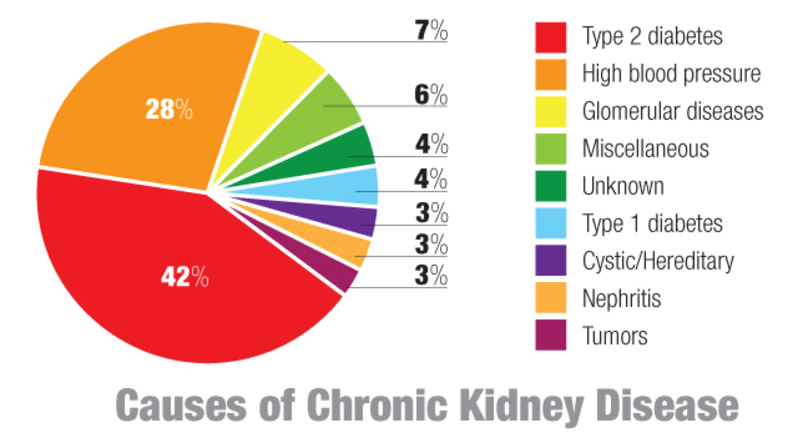 7%
6%
28%
4%
4%
3%
3%
42%
3%
Type 2 diabetes
High blood pressure
Glomerular diseases
Miscellaneous
Unknown
Type 1 diabetes
Cystic/Hereditary
Nephritis
Tumors
Causes of Chronic Kidney Disease